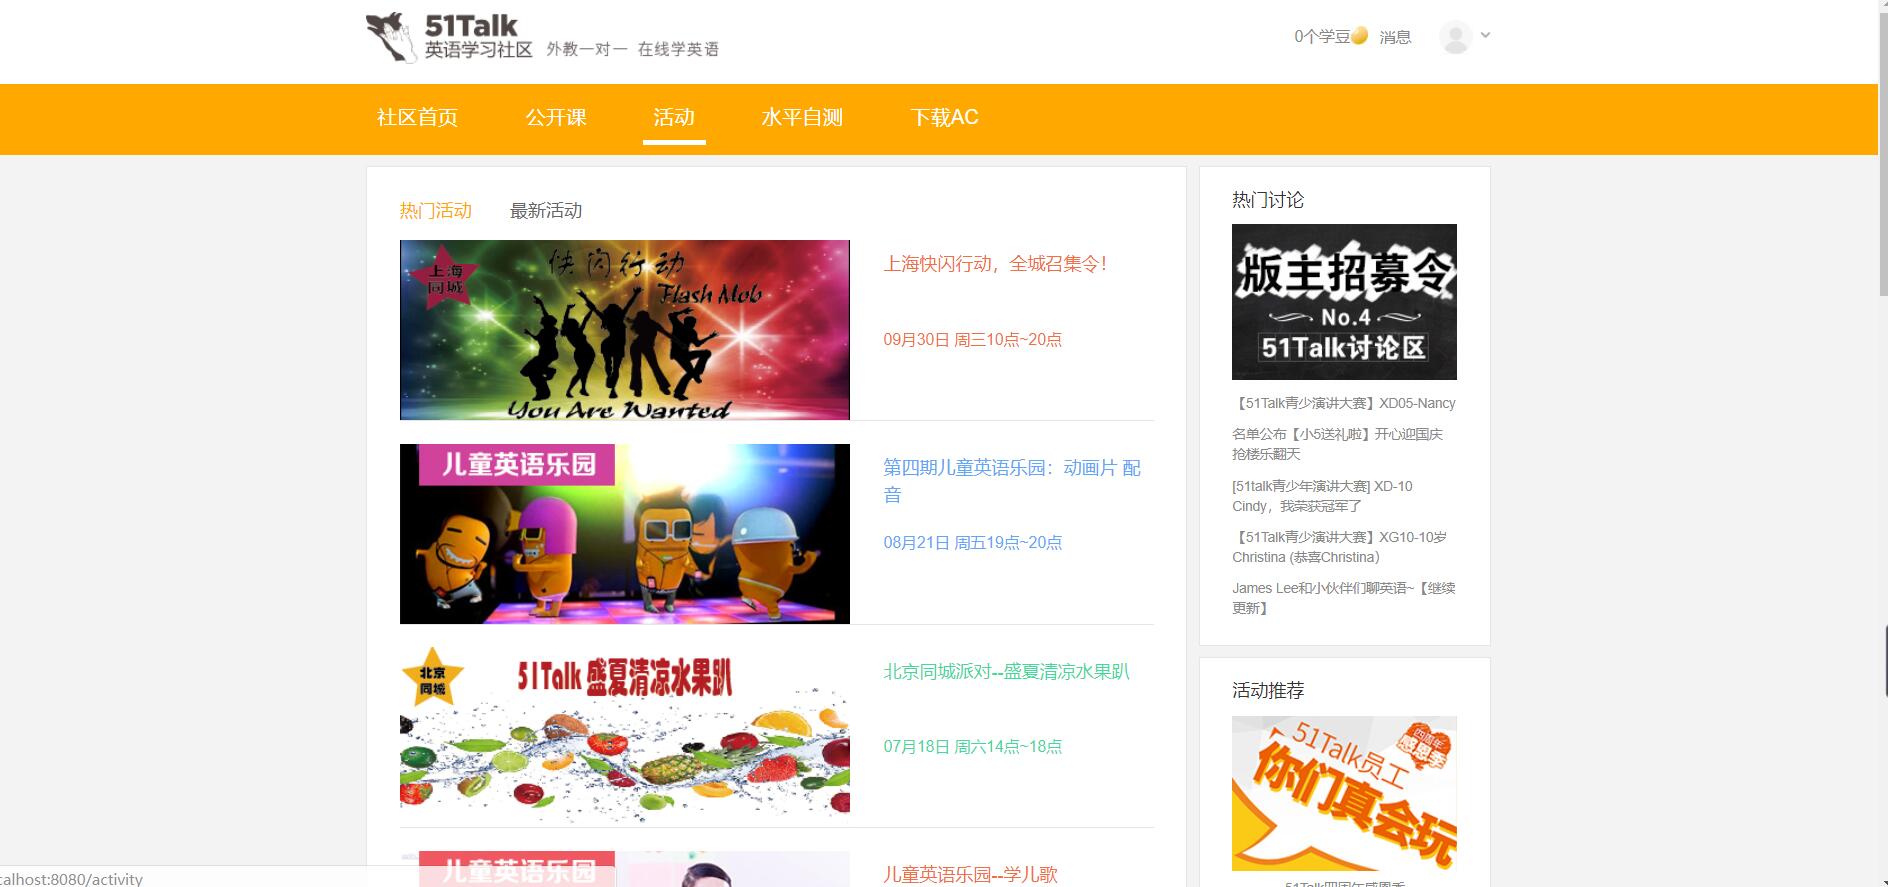 51Talk
英语学习社区 外教一对一 在线学英语
0个学豆 消息
社区首页 公开课 活动 水平自测 下载AC
热门活动 最新活动
上海
同城
快闪行动
Flash Mob
You Are Wanted
上海快闪行动，全城召集令！
09月30日 周三10点~20点
儿童英语乐园
第四期儿童英语乐园：动画片 配
音
08月21日 周五19点~20点
北京
同城
51Talk 盛夏清凉水果趴
北京同城派对--盛夏清凉水果趴
07月18日 周六14点~18点
儿童英语乐园
儿童英语乐园--学儿歌
热门讨论
版主招募令
No.4
51Talk讨论区
【51Talk青少演讲大赛】XD05-Nancy
名单公布【小5送礼啦】开心迎国庆
抢楼乐翻天
[51talk青少年演讲大赛] XD-10
Cindy，我荣获冠军了
【51Talk青少演讲大赛】XG10-10岁
Christina (恭喜Christina）
James Lee和小伙伴们聊英语~【继续
更新】
活动推荐
四周年
感恩季
51Talk员工
你们真会玩
51Talk四周年感恩季
calhost:8080/activity